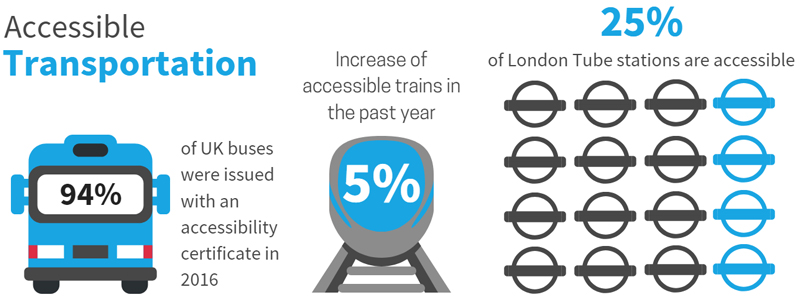 Accessible
Transportation
94%
of UK buses
were issued
with an
accessibility
certificate in
2016
Increase of
accessible trains in
the past year
5%
25%
of London Tube stations are accessible